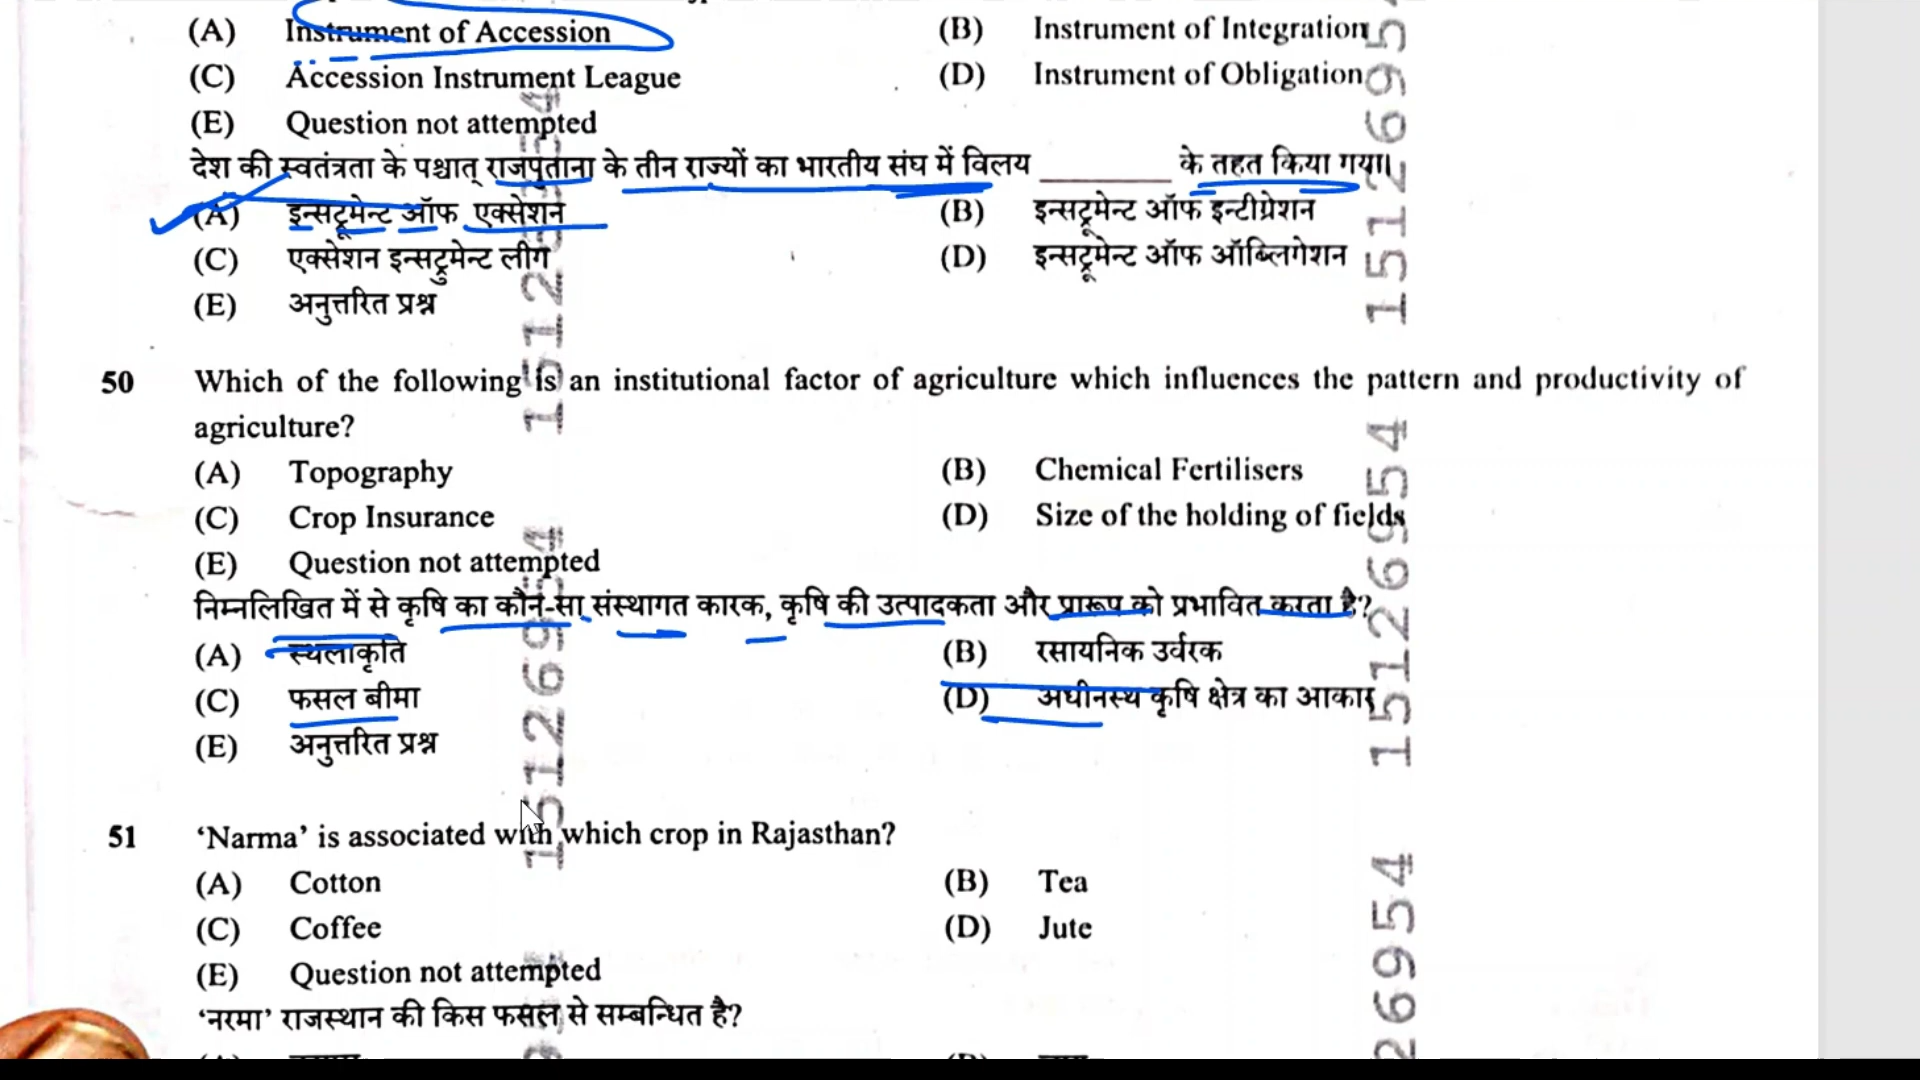 (A) Instrument of Accession (B) Instrument of Integration
(C) Accession Instrument League (D) Instrument of Obligation
(E) Question not attempted
देश की स्वतंत्रता के पश्चात् राजपुताना के तीन राज्यों का भारतीय संघ में विलय ________ के तहत किया गया।
(A) इन्सट्रूमेन्ट ऑफ एक्सेशन (B) इन्सट्रूमेन्ट ऑफ इन्टीग्रेशन
(C) एक्सेशन इन्सट्रुमेन्ट लीग (D) इन्सट्रूमेन्ट ऑफ ऑब्लिगेशन
(E) अनुत्तरित प्रश्न
50 Which of the following is an institutional factor of agriculture which influences the pattern and productivity of
agriculture?
(A) Topography (B) Chemical Fertilisers
(C) Crop Insurance (D) Size of the holding of fields
(E) Question not attempted
निम्नलिखित में से कृषि का कौन-सा संस्थागत कारक, कृषि की उत्पादकता और प्रारूप को प्रभावित करता है?
(A) स्थलाकृति (B) रसायनिक उर्वरक
(C) फसल बीमा (D) अधीनस्थ कृषि क्षेत्र का आकार
(E) अनुत्तरित प्रश्न
51 ‘Narma’ is associated with which crop in Rajasthan?
(A) Cotton (B) Tea
(C) Coffee (D) Jute
(E) Question not attempted
‘नरमा’ राजस्थान की किस फसल से सम्बन्धित है?
15126954
15126954